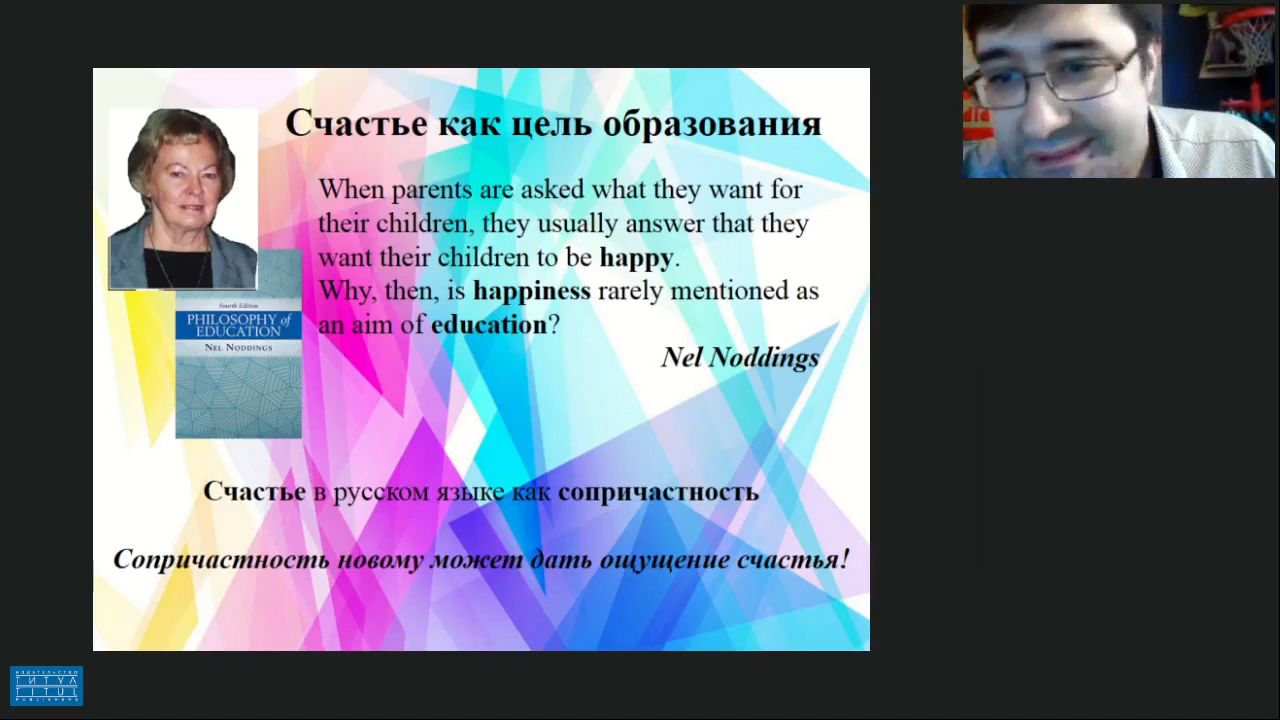 Счастье как цель образования
When parents are asked what they want for
their children, they usually answer that they
want their children to be happy.
Why, then, is happiness rarely mentioned as
an aim of education?
Nel Noddings
Fourth Edition
PHILOSOPHY of
EDUCATION
NEL NODDINGS
Счастье в русском языке как сопричастность
Сопричастность новому может дать ощущение счастья!
ИЗДАТЕЛЬСТВО
ТИТУЛ
TITUL
PUBLISHERS